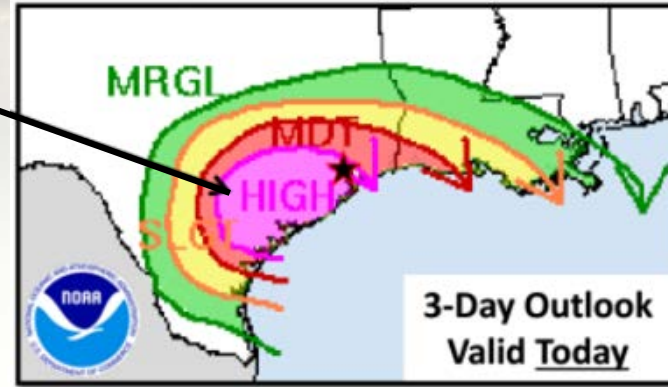 MRGL
MDT
HIGH
SLGT
NOAA
3-Day Outlook
Valid Today